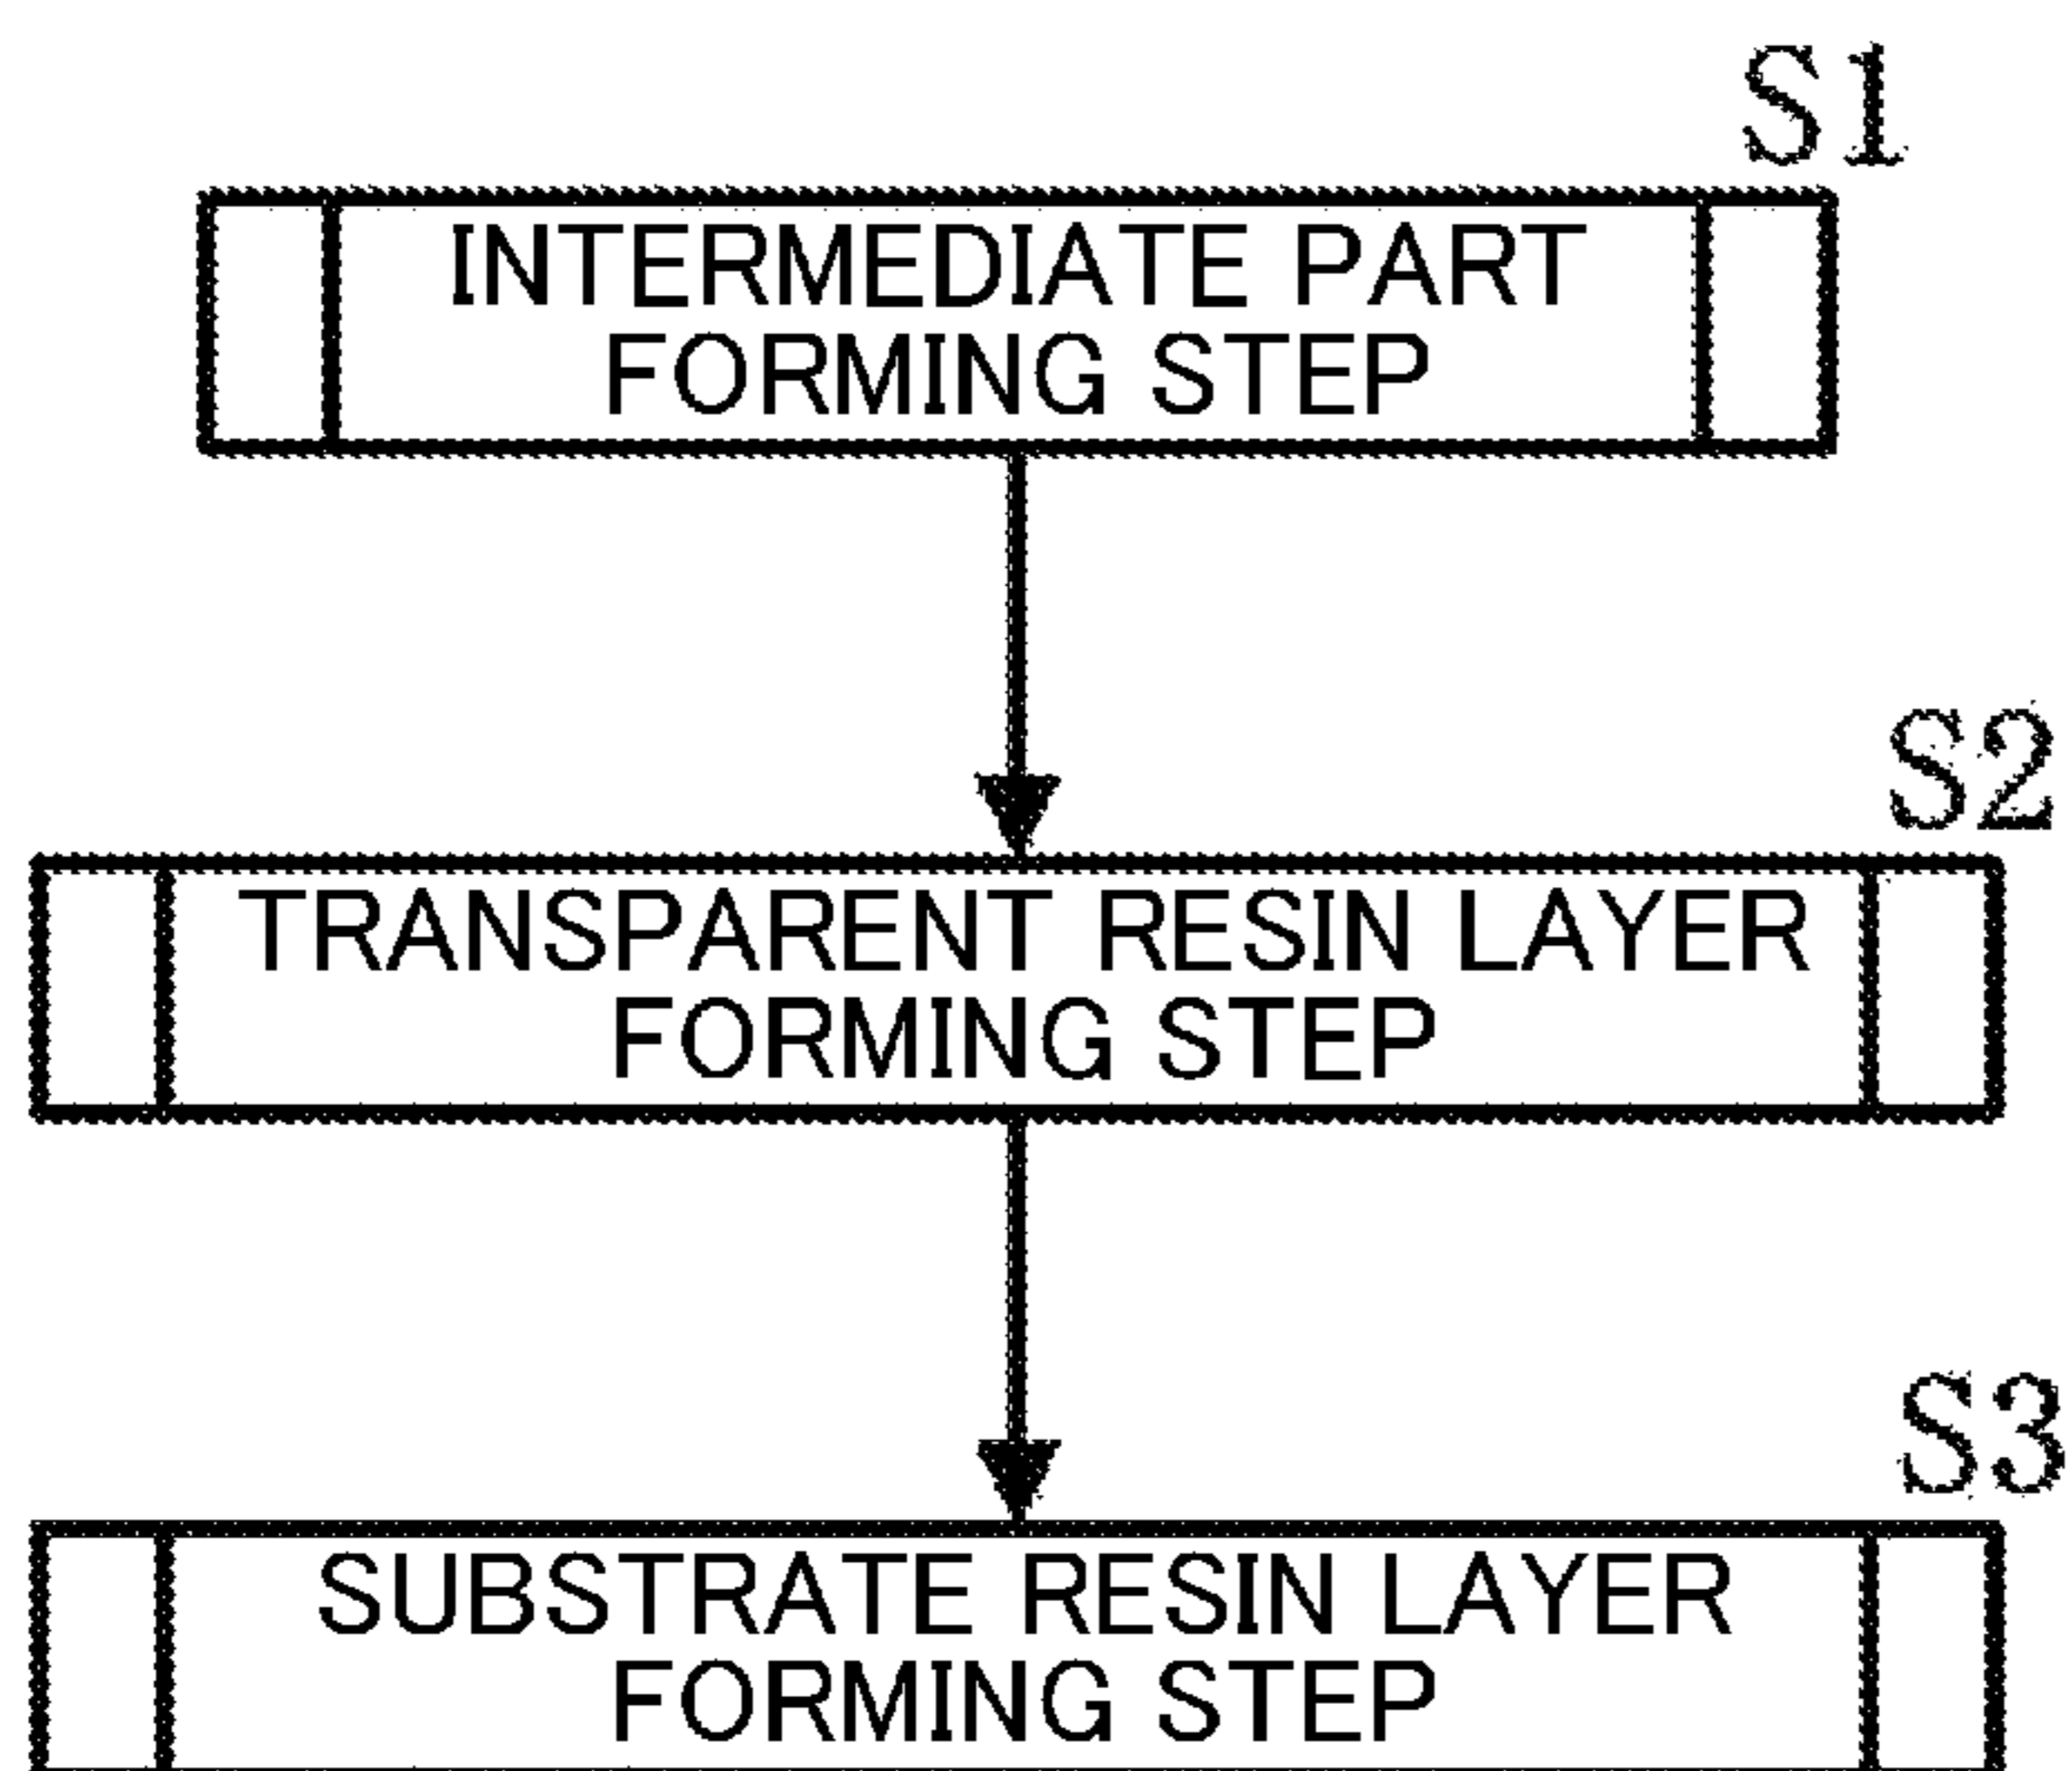 S1
INTERMEDIATE PART
FORMING STEP
S2
TRANSPARENT RESIN LAYER
FORMING STEP
S3
SUBSTRATE RESIN LAYER
FORMING STEP